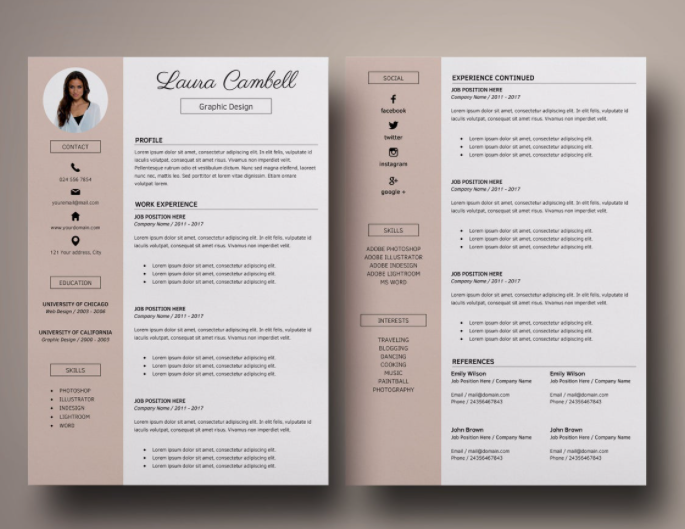 Laura Cambell
Graphic Design
CONTACT
024 566 7854
youremail@mail.com
www.yourdomain.com
121 Your address, City
EDUCATION
UNIVERSITY OF CHICAGO
Web Design / 2003 - 2006
UNIVERSITY OF CALIFORNIA
Graphic Design / 2000 - 2003
SKILLS
• PHOTOSHOP
• ILLUSTRATOR
• INDESIGN
• LIGHTROOM
• WORD
PROFILE
Lorem ipsum dolor sit amet, consectetur adipiscing elit. In elit felis, vulputate id
iaculis vulputat, consequat sit amet risus. Vivamus non imperdiet velit.
Pellentesque rutrum odio et vestibulum dictum. Nunc sed magna eleifend, laoreet
nunc nec, mattis leo. Sed porttitor et lorem vitae dignissim. Etiam ornare
volutpat lorem.
WORK EXPERIENCE
JOB POSITION HERE
Company Name / 2011 - 2017
Lorem ipsum dolor sit amet, consectetur adipiscing elit. In elit felis, vulputate id
iaculis volutpat, consequat sit amet risus. Vivamus non imperdiet velit.
• Lorem ipsum dolor sit amet, consectetur adipiscing elit.
• Lorem ipsum dolor sit amet, consectetur adipiscing elit.
• Lorem ipsum dolor sit amet, consectetur adipiscing elit.
JOB POSITION HERE
Company Name / 2011 - 2017
Lorem ipsum dolor sit amet, consectetur adipiscing elit. In elit felis, vulputate id
iaculis volutpat, consequat sit amet risus. Vivamus non imperdiet velit.
• Lorem ipsum dolor sit amet, consectetur adipiscing elit.
• Lorem ipsum dolor sit amet, consectetur adipiscing elit.
• Lorem ipsum dolor sit amet, consectetur adipiscing elit.
JOB POSITION HERE
Company Name / 2011 - 2017
Lorem ipsum dolor sit amet, consectetur adipiscing elit. In elit felis, vulputate id
iaculis volutpat, consequat sit amet risus. Vivamus non imperdiet velit.
• Lorem ipsum dolor sit amet, consectetur adipiscing elit.
• Lorem ipsum dolor sit amet, consectetur adipiscing elit.
• Lorem ipsum dolor sit amet, consectetur adipiscing elit.
SOCIAL
facebook
twitter
instagram
google +
SKILLS
ADOBE PHOTOSHOP
ADOBE ILLUSTRATOR
ADOBE INDESIGN
ADOBE LIGHTROOM
MS WORD
INTERESTS
TRAVELING
BLOGGING
DANCING
COOKING
MUSIC
PAINTBALL
PHOTOGRAPHY
EXPERIENCE CONTINUED
JOB POSITION HERE
Company Name / 2011 - 2017
Lorem ipsum dolor sit amet, consectetur adipiscing elit. In elit felis, vulputate id
iaculis volutpat, consequat sit amet risus. Vivamus non imperdiet velit.
• Lorem ipsum dolor sit amet, consectetur adipiscing elit.
• Lorem ipsum dolor sit amet, consectetur adipiscing elit.
• Lorem ipsum dolor sit amet, consectetur adipiscing elit.
JOB POSITION HERE
Company Name / 2011 - 2017
Lorem ipsum dolor sit amet, consectetur adipiscing elit. In elit felis, vulputate id
iaculis volutpat, consequat sit amet risus. Vivamus non imperdiet velit.
• Lorem ipsum dolor sit amet, consectetur adipiscing elit.
• Lorem ipsum dolor sit amet, consectetur adipiscing elit.
• Lorem ipsum dolor sit amet, consectetur adipiscing elit.
JOB POSITION HERE
Company Name / 2011 - 2017
Lorem ipsum dolor sit amet, consectetur adipiscing elit. In elit felis, vulputate id
iaculis volutpat, consequat sit amet risus. Vivamus non imperdiet velit.
• Lorem ipsum dolor sit amet, consectetur adipiscing elit.
• Lorem ipsum dolor sit amet, consectetur adipiscing elit.
• Lorem ipsum dolor sit amet, consectetur adipiscing elit.
REFERENCES
Emily Wilson
Job Position Here / Company Name
Email / mail@domain.com
Phone / 24356467843
Emily Wilson
Job Position Here / Company Name
Email / mail@domain.com
Phone / 24356467843
John Brown
Job Position Here / Company Name
Email / mail@domain.com
Phone / 24356467843
John Brown
Job Position Here / Company Name
Email / mail@domain.com
Phone / 24356467843